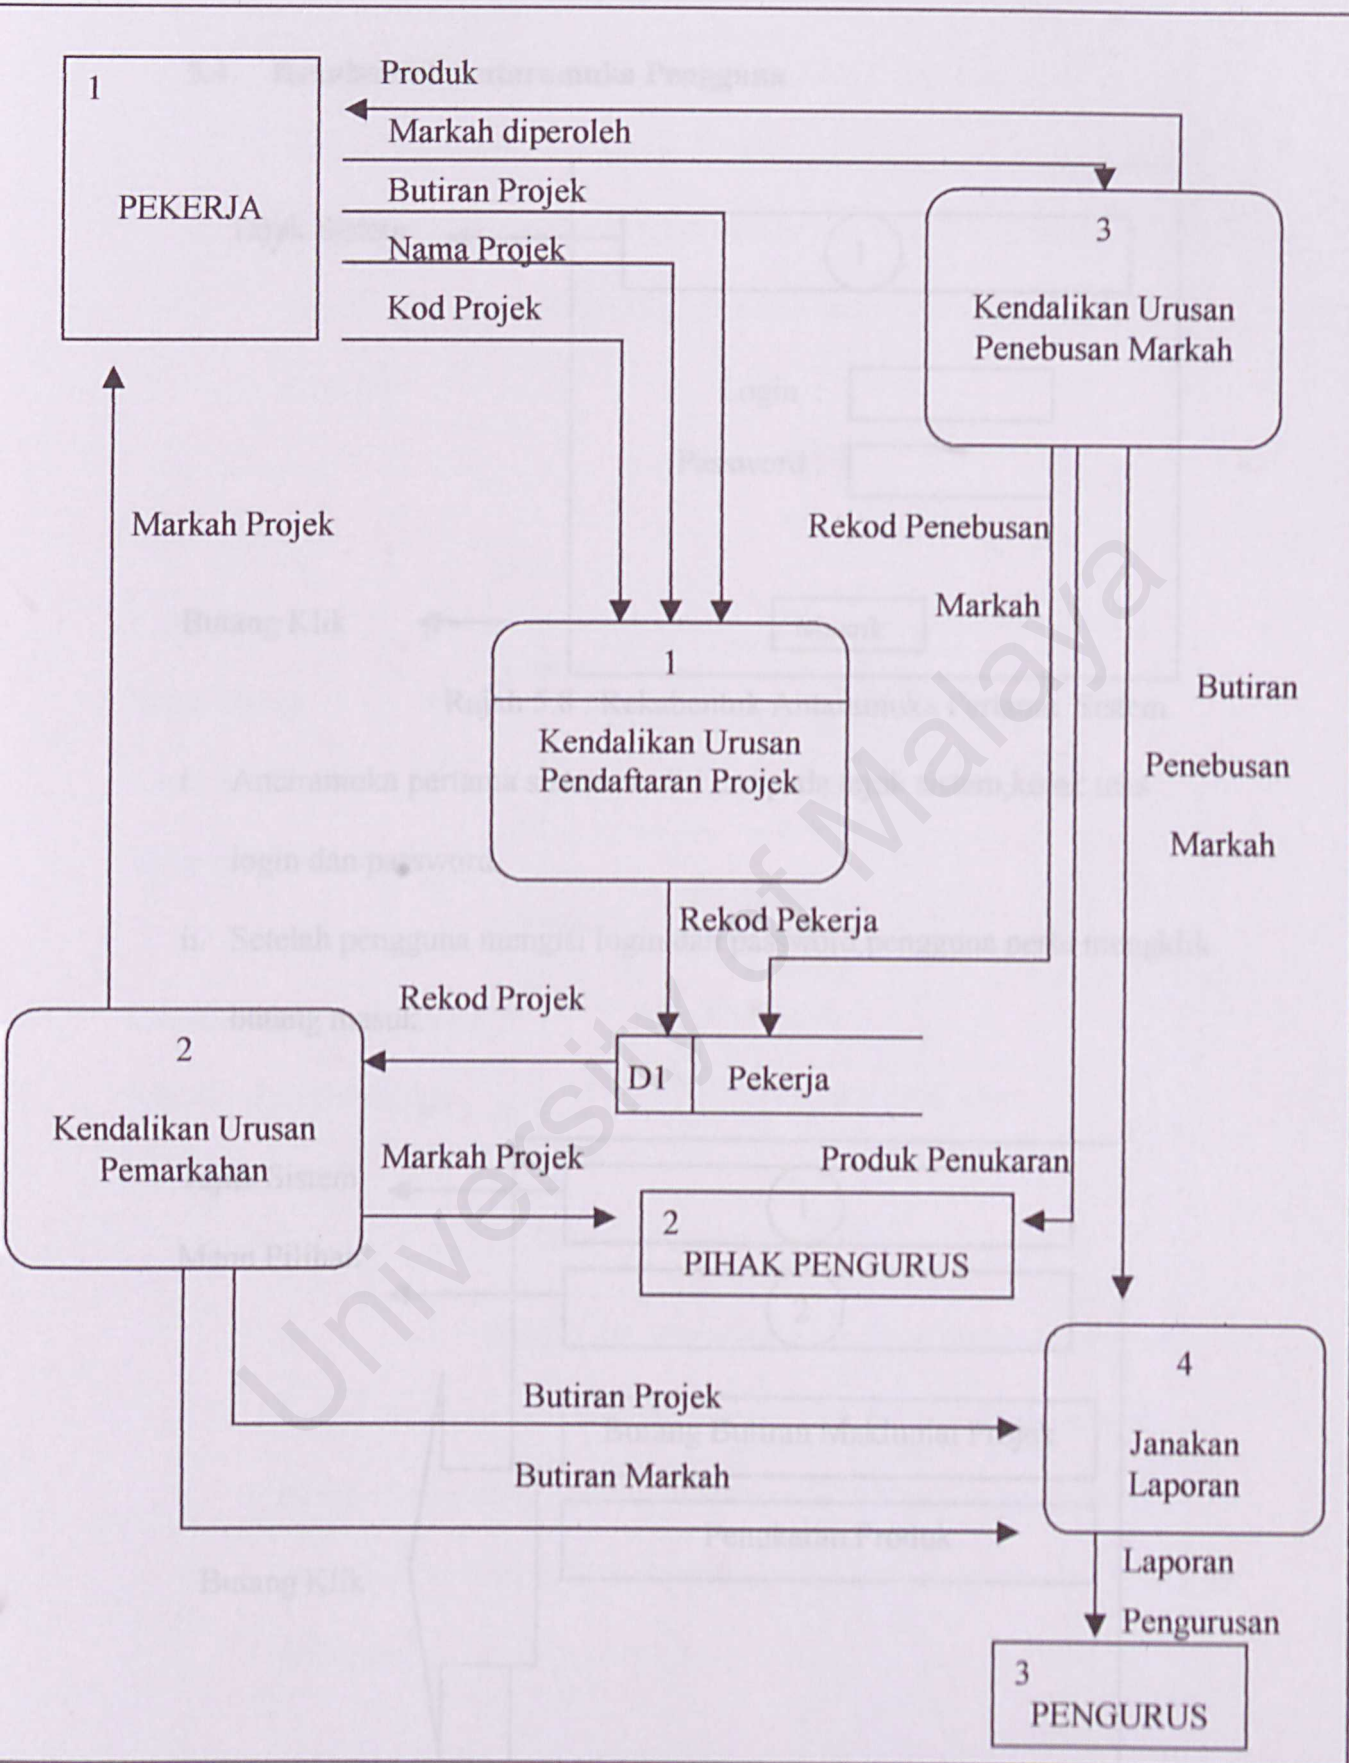 1
PEKERJA
Produk
Markah diperoleh
Butiran Projek
Nama Projek
Kod Projek
3
Kendalikan Urusan
Penebusan Markah
Markah Projek
Rekod Penebusan
Markah
Butiran
Penebusan
Markah
1
Kendalikan Urusan
Pendaftaran Projek
Rekod Pekerja
Rekod Projek
D1 Pekerja
2
Kendalikan Urusan
Pemarkahan
Markah Projek
Produk Penukaran
2
PIHAK PENGURUS
Butiran Projek
Butiran Markah
4
Janakan
Laporan
Laporan
Pengurusan
3
PENGURUS
University of Malaya